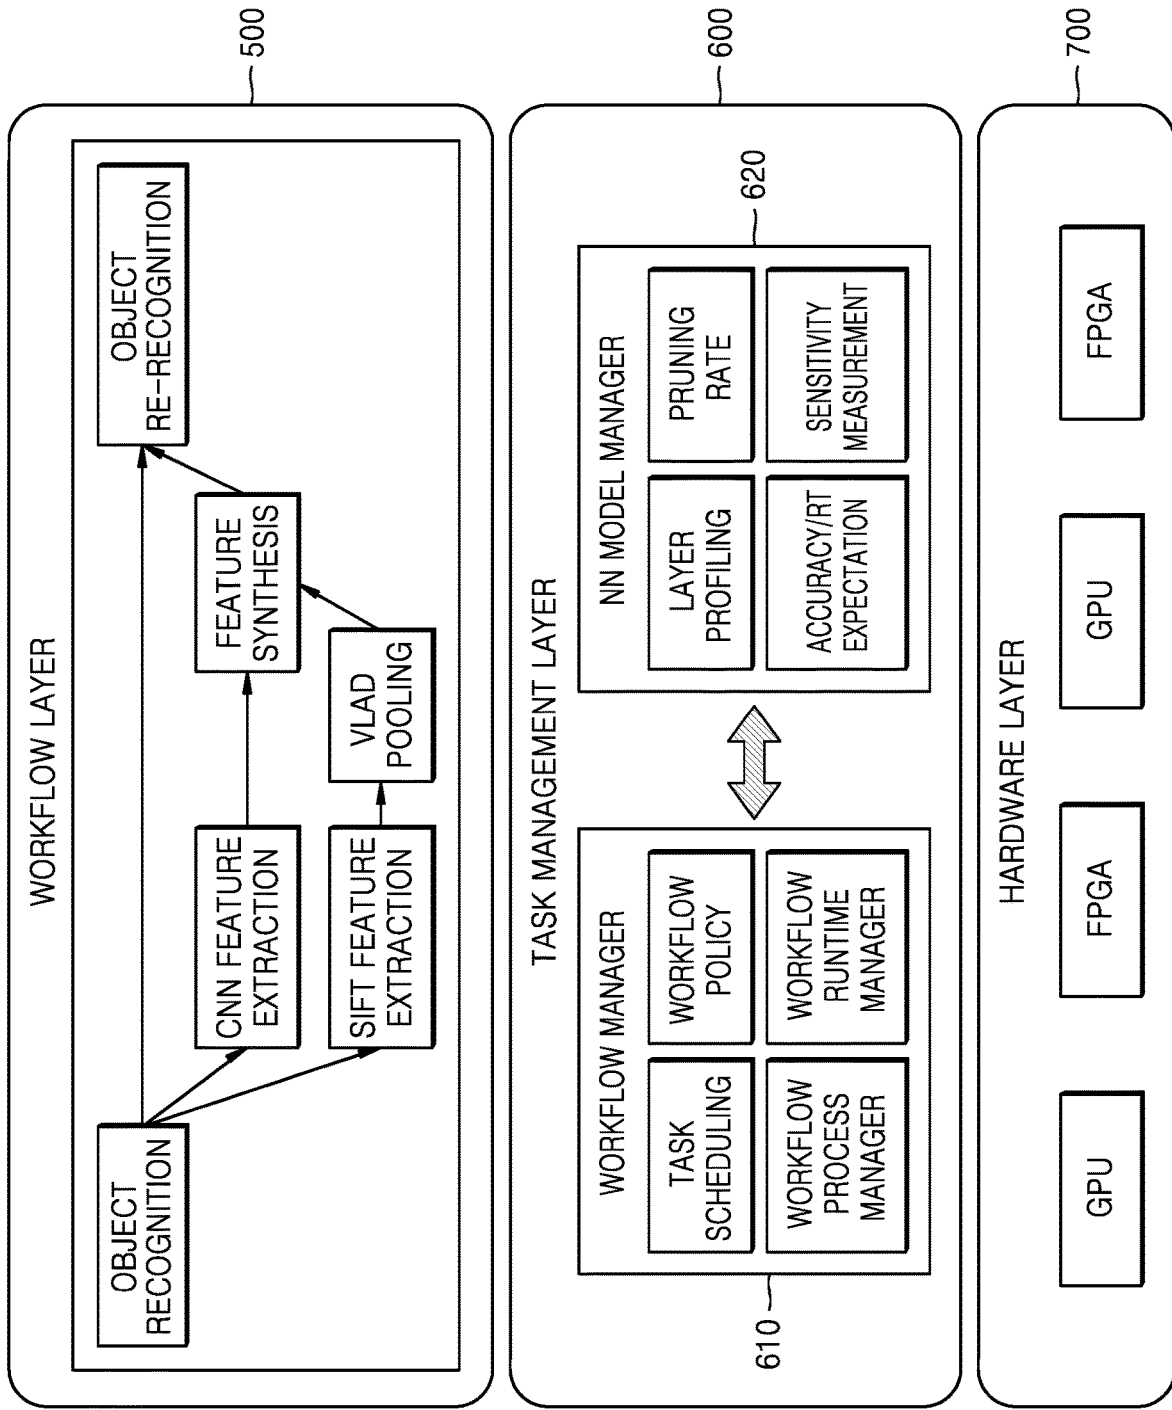 WORKFLOW LAYER
500
OBJECT
RECOGNITION
CNN FEATURE
EXTRACTION
SIFT FEATURE
EXTRACTION
VLAD
POOLING
FEATURE
SYNTHESIS
OBJECT
RE-RECOGNITION
TASK MANAGEMENT LAYER
600
610
WORKFLOW MANAGER
TASK
SCHEDULING
WORKFLOW
POLICY
WORKFLOW
PROCESS
MANAGER
WORKFLOW
RUNTIME
MANAGER
620
NN MODEL MANAGER
LAYER
PROFILING
PRUNING
RATE
ACCURACY/RT
EXPECTATION
SENSITIVITY
MEASUREMENT
HARDWARE LAYER
700
GPU
FPGA
GPU
FPGA